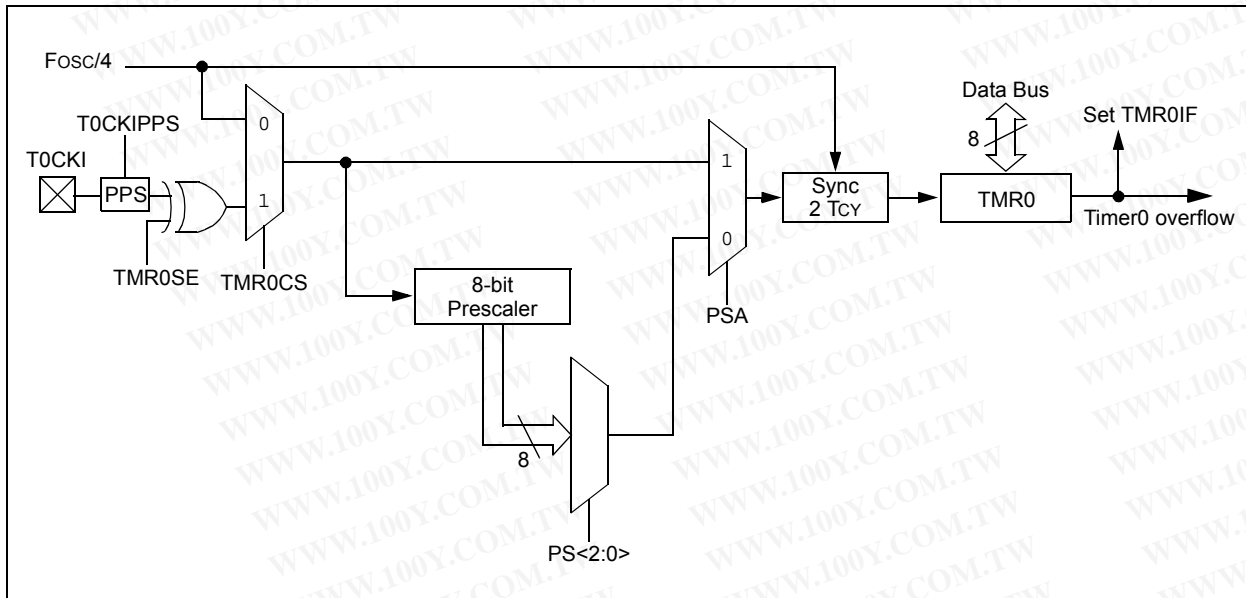 FOSC/4
T0CKIPPS
T0CKI
PPS
TMR0SE
TMR0CS
0
1
8-bit
Prescaler
8
PS<2:0>
1
0
PSA
Sync
2 TCY
Data Bus
8
TMR0
Set TMR0IF
Timer0 overflow
WWW.100Y.COM.TW